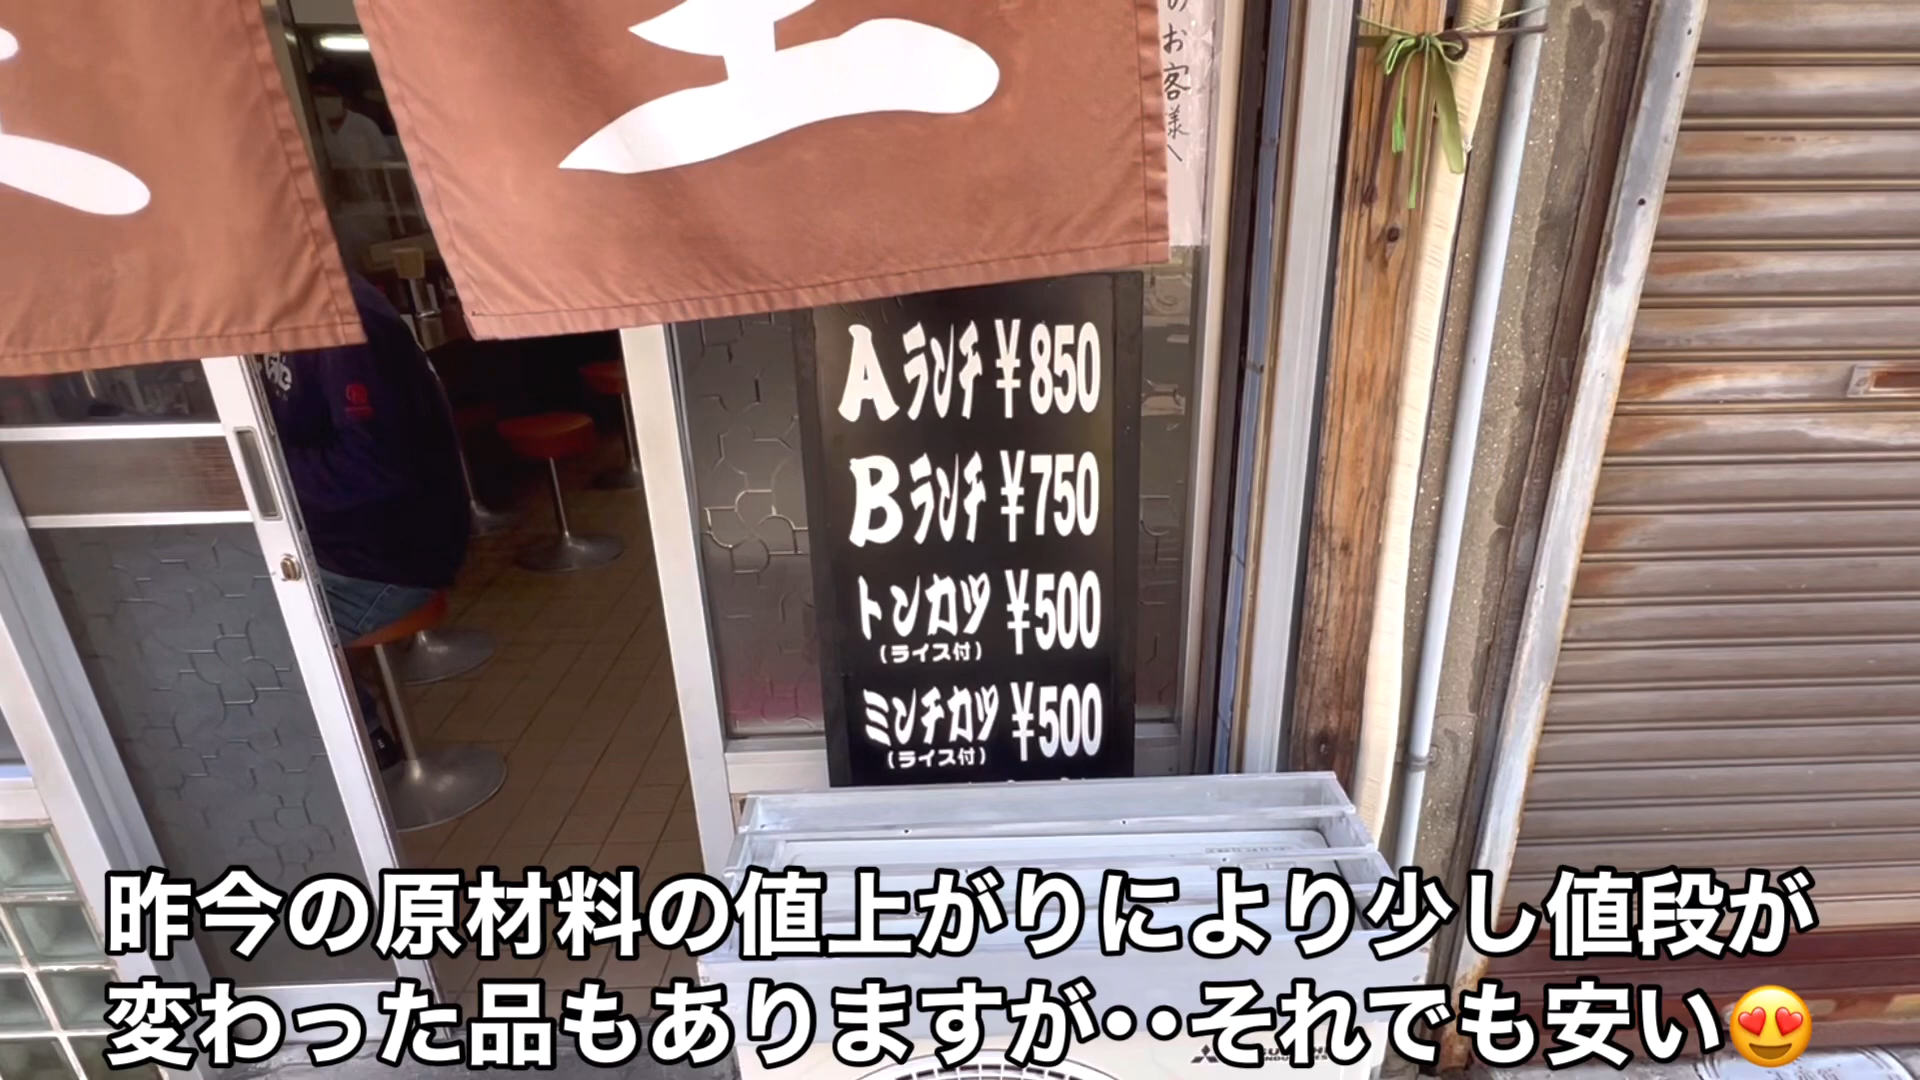 のお客様へ
Aランチ ¥850
Bランチ ¥750
トンカツ ¥500
(ライス付)
ミンチカツ ¥500
(ライス付)
昨今の原材料の値上がりにより少し値段が
変わった品もありますが‥それでも安い😍